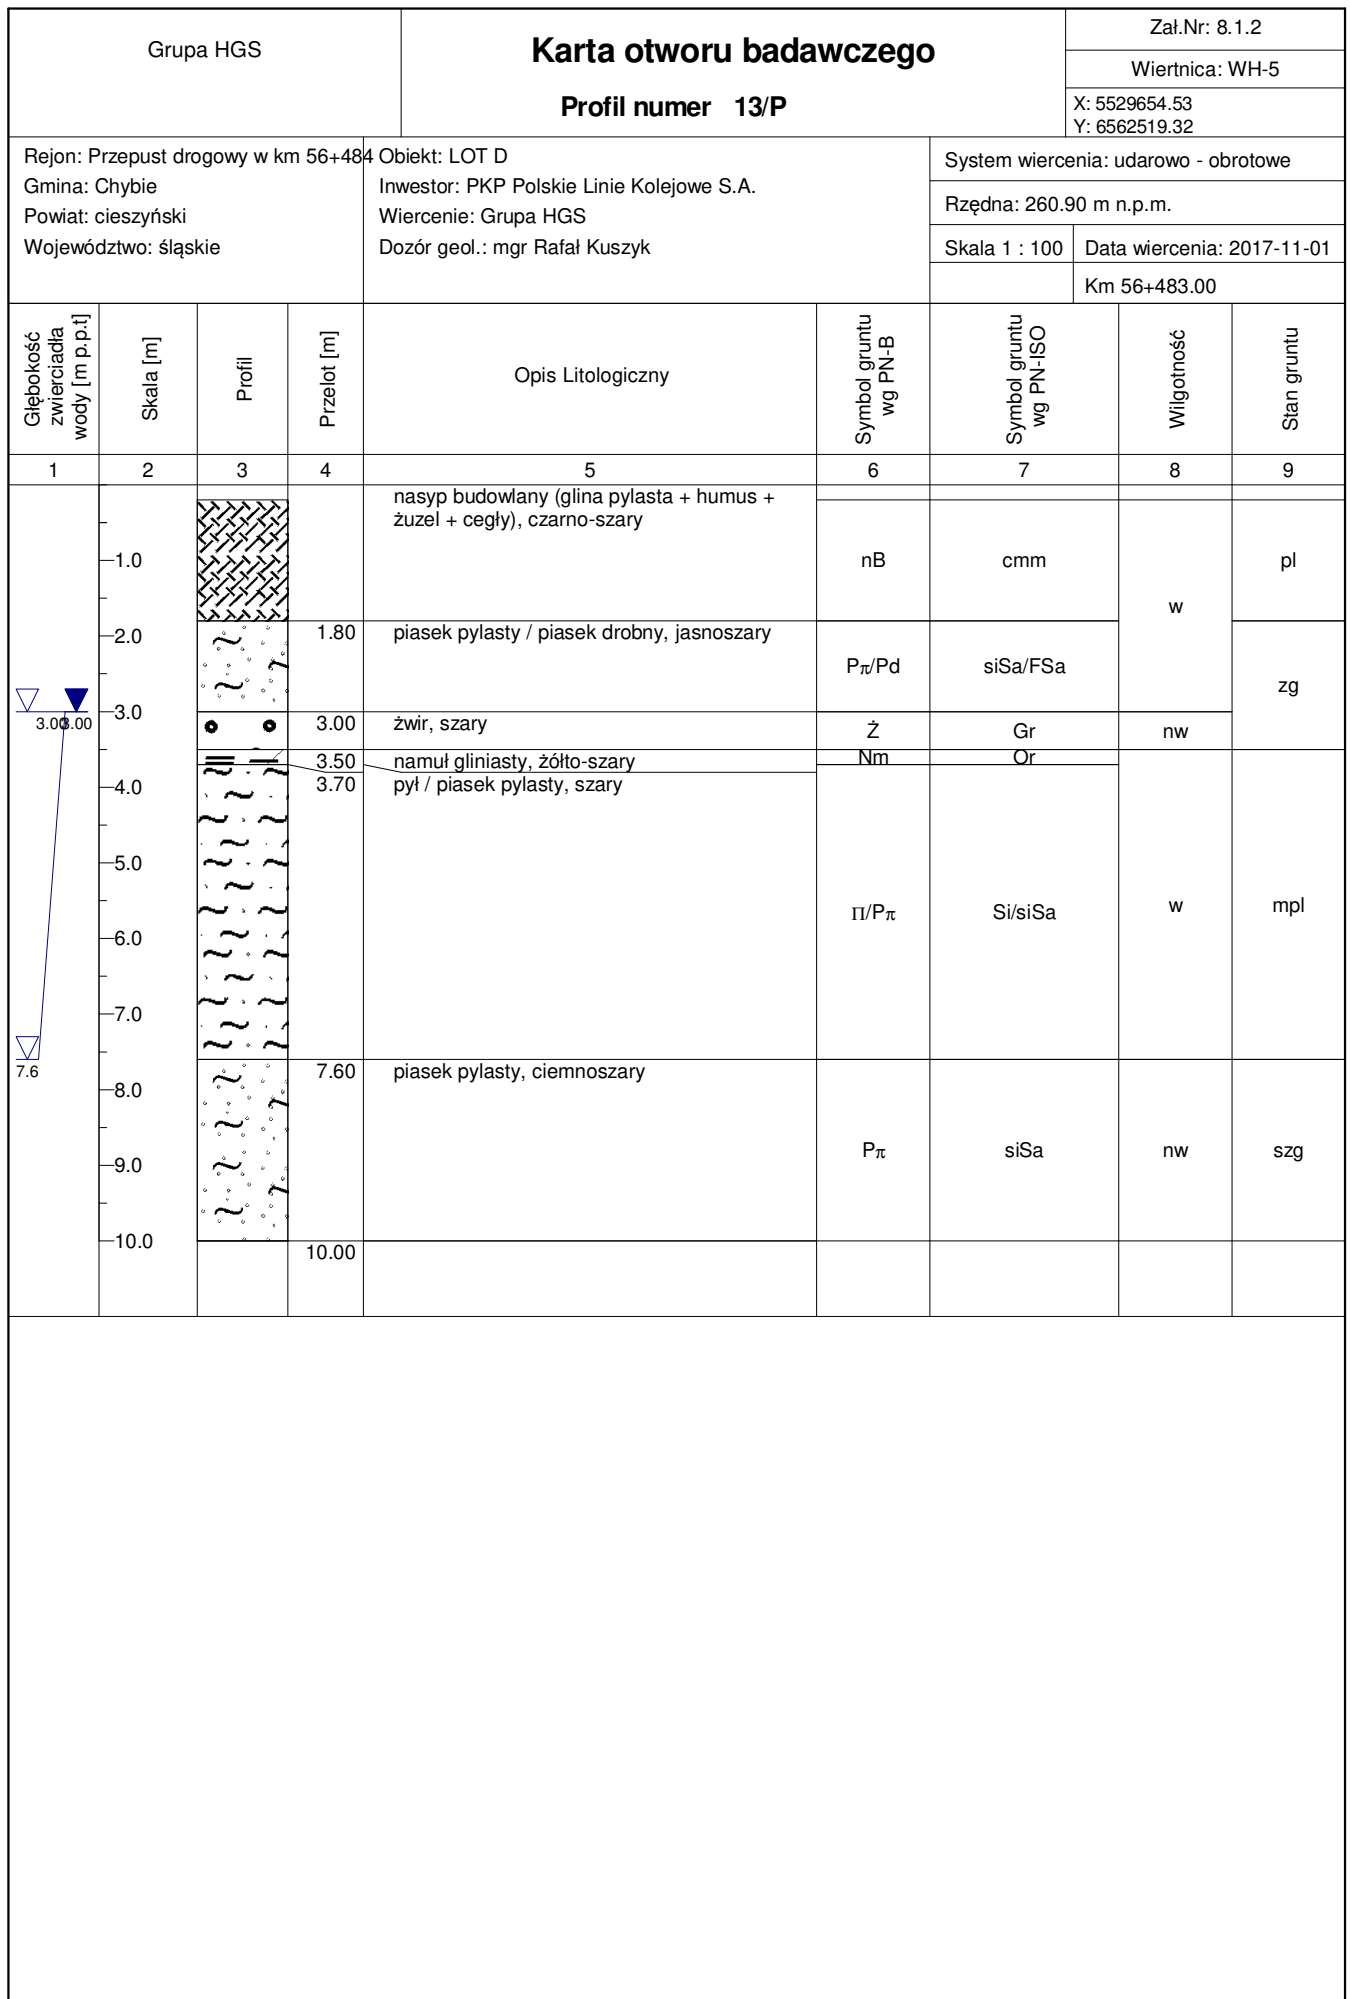 Grupa HGS
Karta otworu badawczego
Profil numer 13/P
Zał.Nr: 8.1.2
Wiertnica: WH-5
X: 5529654.53
Y: 6562519.32
Rejon: Przepust drogowy w km 56+484
Gmina: Chybie
Powiat: cieszyński
Województwo: śląskie
Obiekt: LOT D
Inwestor: PKP Polskie Linie Kolejowe S.A.
Wiercenie: Grupa HGS
Dozór geol.: mgr Rafał Kuszyk
System wiercenia: udarowo - obrotowe
Rzędna: 260.90 m n.p.m.
Skala 1 : 100
Data wiercenia: 2017-11-01
Km 56+483.00
Głębokość
zwierciadła
wody [m p.p.t]
Skala [m]
Profil
Przelot [m]
Opis Litologiczny
Symbol gruntu
wg PN-B
Symbol gruntu
wg PN-ISO
Wilgotność
Stan gruntu
1 2 3 4 5 6 7 8 9
nasyp budowlany (glina pylasta + humus +
żuzel + cegły), czarno-szary
1.0
nB cmm pl
w
2.0
1.80 piasek pylasty / piasek drobny, jasnoszary
Pπ/Pd siSa/FSa
zg
3.0
3.00 3.00
3.00 żwir, szary
Ż Gr nw
3.50 namuł gliniasty, żółto-szary
Nm Or
4.0
3.70 pył / piasek pylasty, szary
5.0
Π/Pπ Si/siSa w mpl
6.0
7.0
7.6
7.60 piasek pylasty, ciemnoszary
8.0
Pπ siSa nw szg
9.0
10.0
10.00